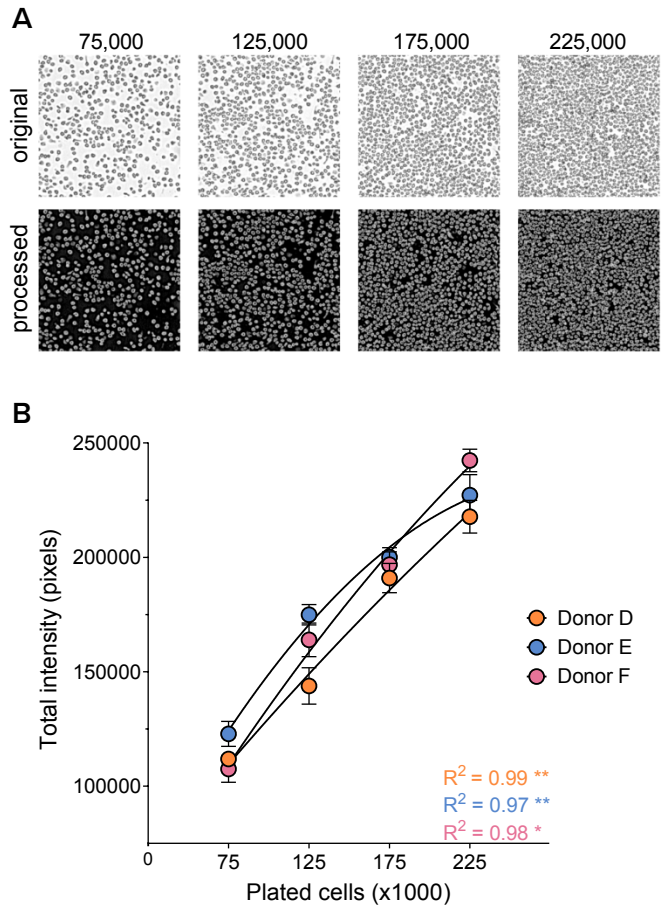 A
75,000 125,000 175,000 225,000
original
processed
B
250000
200000
150000
100000
Total intensity (pixels)
Donor D
Donor E
Donor F
R² = 0.99 **
R² = 0.97 **
R² = 0.98 *
0 75 125 175 225
Plated cells (x1000)